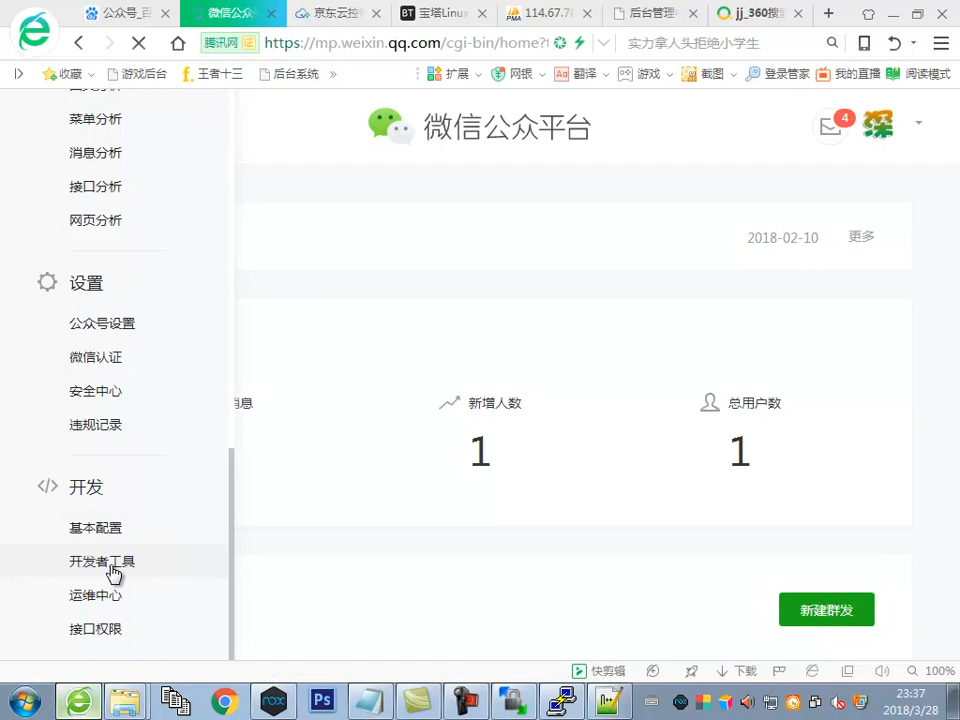 公众号_百
微信公众
京东云控
BT 宝塔Linu
PMA 114.67.7
后台管理
jj_360搜
腾讯网
证
https://mp.weixin.qq.com/cgi-bin/home?
实力拿人头拒绝小学生
收藏
游戏后台
王者十三
后台系统
»
扩展
网银
Aa 翻译
游戏
截图
登录管家
我的直播
阅读模式
菜单分析
消息分析
接口分析
网页分析
设置
公众号设置
微信认证
安全中心
违规记录
</> 开发
基本配置
开发者工具
运维中心
接口权限
微信公众平台
4
深
2018-02-10 更多
消息
新增人数
总用户数
1
1
新建群发
快剪辑
下载
100%
nox
Ps
23:37
2018/3/28